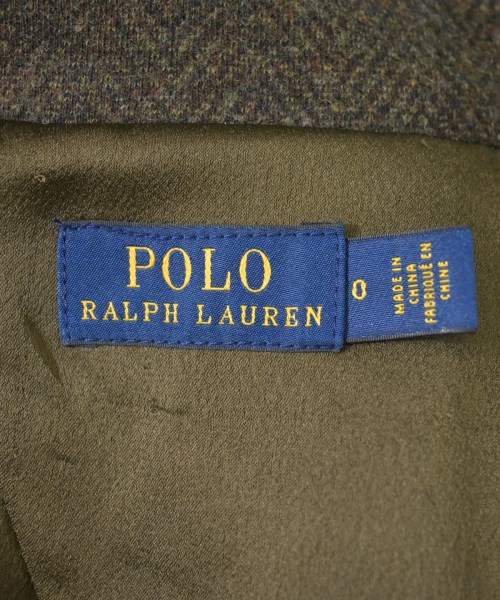 POLO
RALPH LAUREN
0
MADE IN
CHINA
FABRIQUÉ EN
CHINE